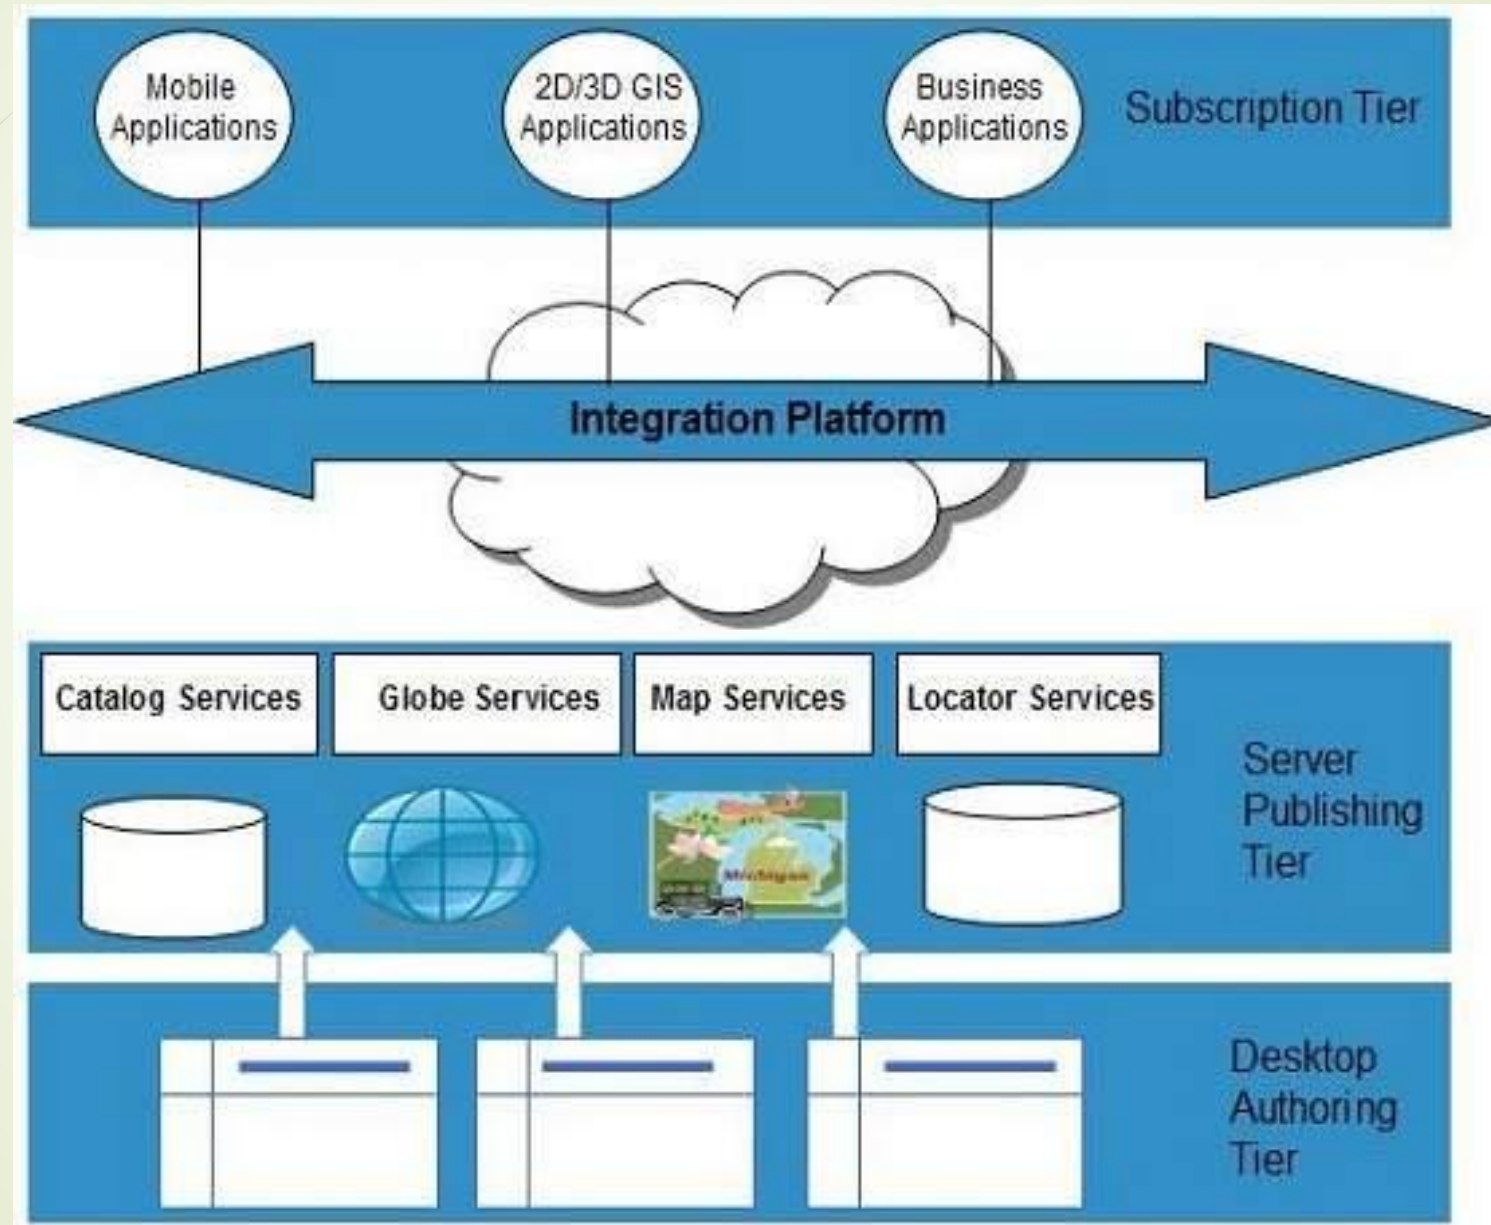 Mobile
Applications
2D/3D GIS
Applications
Business
Applications
Subscription Tier
Integration Platform
Catalog Services
Globe Services
Map Services
Locator Services
Server
Publishing
Tier
Michigan
Desktop
Authoring
Tier